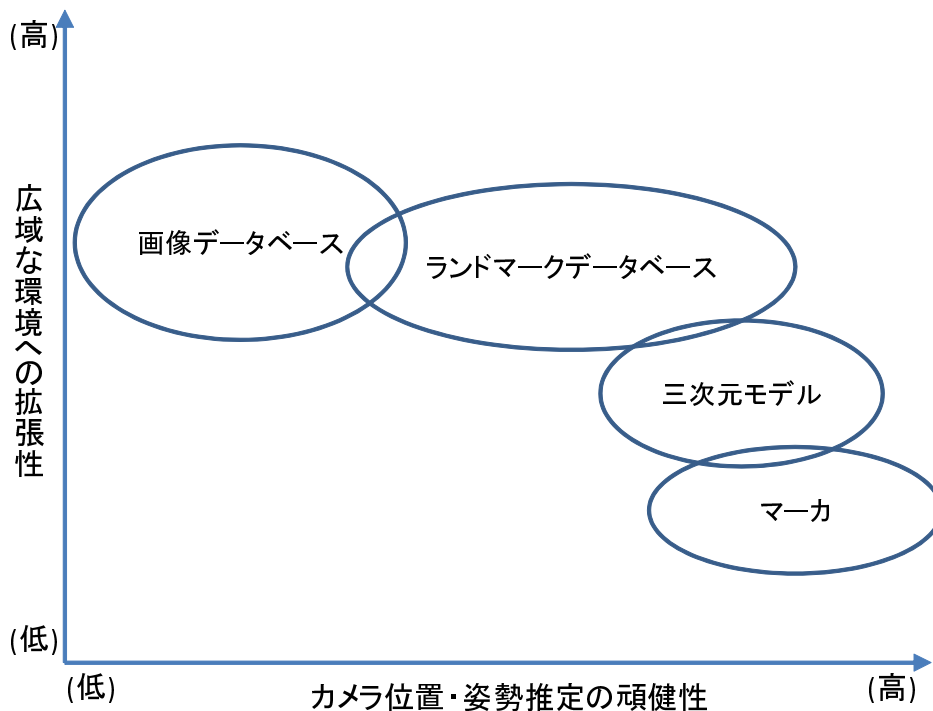 (高)
広域な環境への拡張性
画像データベース
ランドマークデータベース
三次元モデル
マーカ
(低)
(低)
カメラ位置・姿勢推定の頑健性
(高)